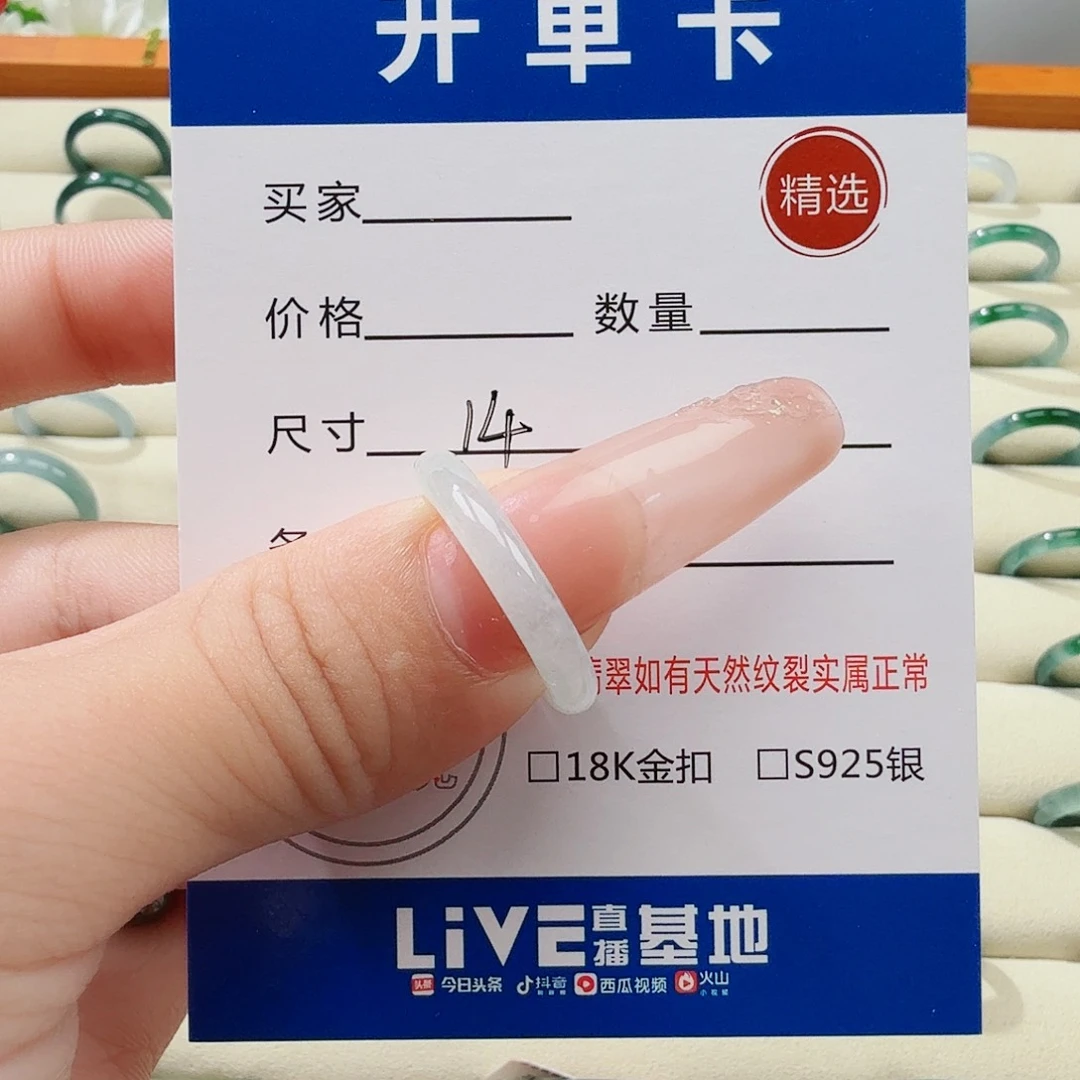 开单卡
精选
买家
价格 数量
尺寸 14
翡翠如有天然纹裂实属正常
□18K金扣 □S925银
LiVE直播基地
头条 今日头条 抖音 西瓜视频 火山